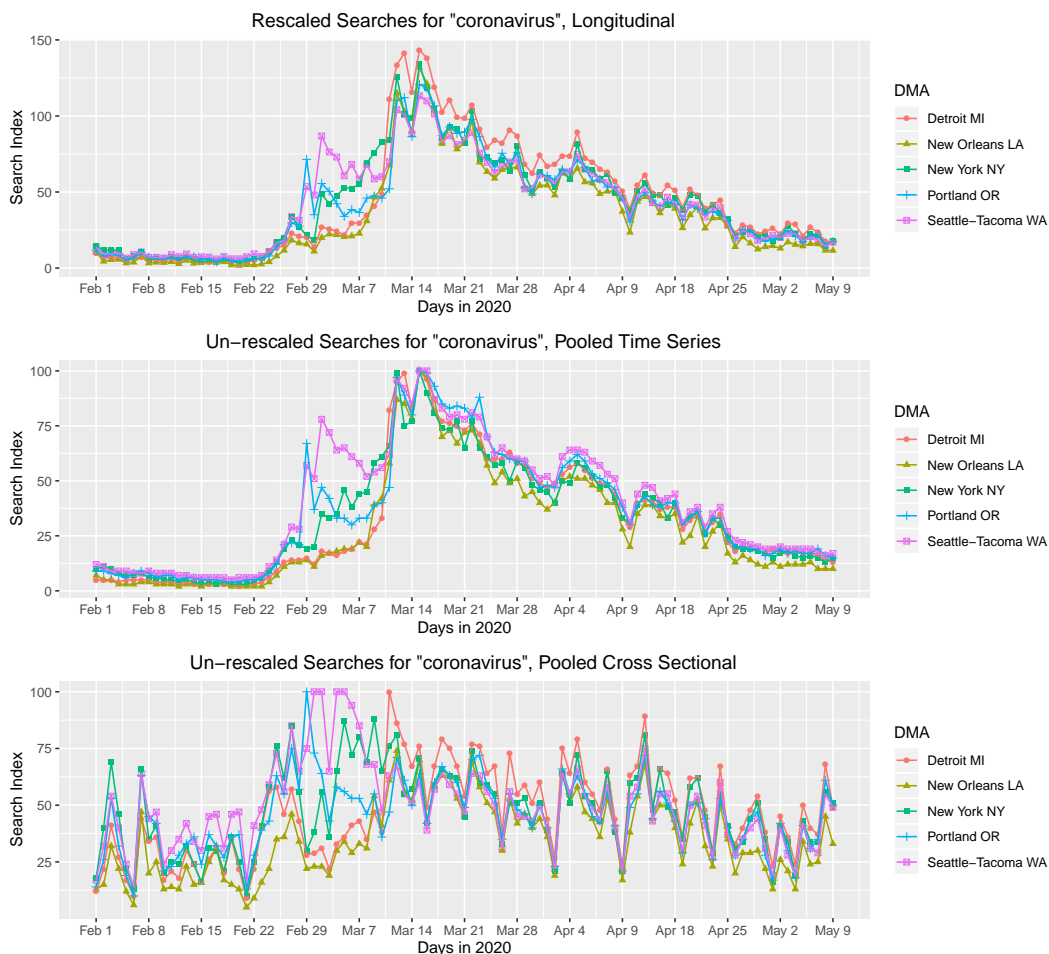 Rescaled Searches for "coronavirus", Longitudinal
150
100
50
0
Search Index
Feb 1 Feb 8 Feb 15 Feb 22 Feb 29 Mar 7 Mar 14 Mar 21 Mar 28 Apr 4 Apr 9 Apr 18 Apr 25 May 2 May 9
Days in 2020
DMA
Detroit MI
New Orleans LA
New York NY
Portland OR
Seattle−Tacoma WA
Un−rescaled Searches for "coronavirus", Pooled Time Series
100
75
50
25
0
Search Index
Feb 1 Feb 8 Feb 15 Feb 22 Feb 29 Mar 7 Mar 14 Mar 21 Mar 28 Apr 4 Apr 9 Apr 18 Apr 25 May 2 May 9
Days in 2020
DMA
Detroit MI
New Orleans LA
New York NY
Portland OR
Seattle−Tacoma WA
Un−rescaled Searches for "coronavirus", Pooled Cross Sectional
100
75
50
25
Search Index
Feb 1 Feb 8 Feb 15 Feb 22 Feb 29 Mar 7 Mar 14 Mar 21 Mar 28 Apr 4 Apr 9 Apr 18 Apr 25 May 2 May 9
Days in 2020
DMA
Detroit MI
New Orleans LA
New York NY
Portland OR
Seattle−Tacoma WA